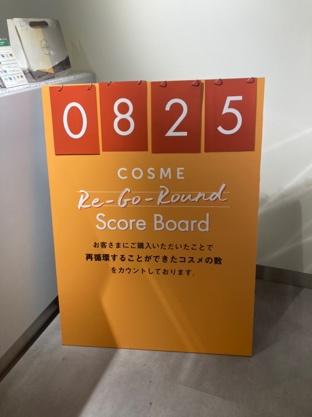 0825
COSME
Re-Go-Round
Score Board
お客さまにご購入いただいたことで
再循環することができたコスメの数
をカウントしております。